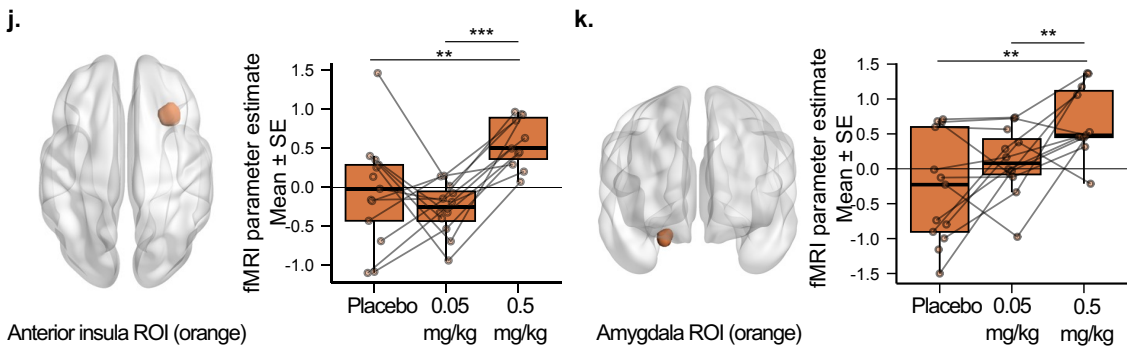 j.
k.
***
**
**
**
fMRI parameter estimate
Mean ± SE
1.5
1.0
0.5
0.0
-0.5
-1.0
Placebo
0.05
mg/kg
0.5
mg/kg
Anterior insula ROI (orange)
fMRI parameter estimate
Mean ± SE
1.5
1.0
0.5
0.0
-0.5
-1.0
-1.5
Placebo
0.05
mg/kg
0.5
mg/kg
Amygdala ROI (orange)